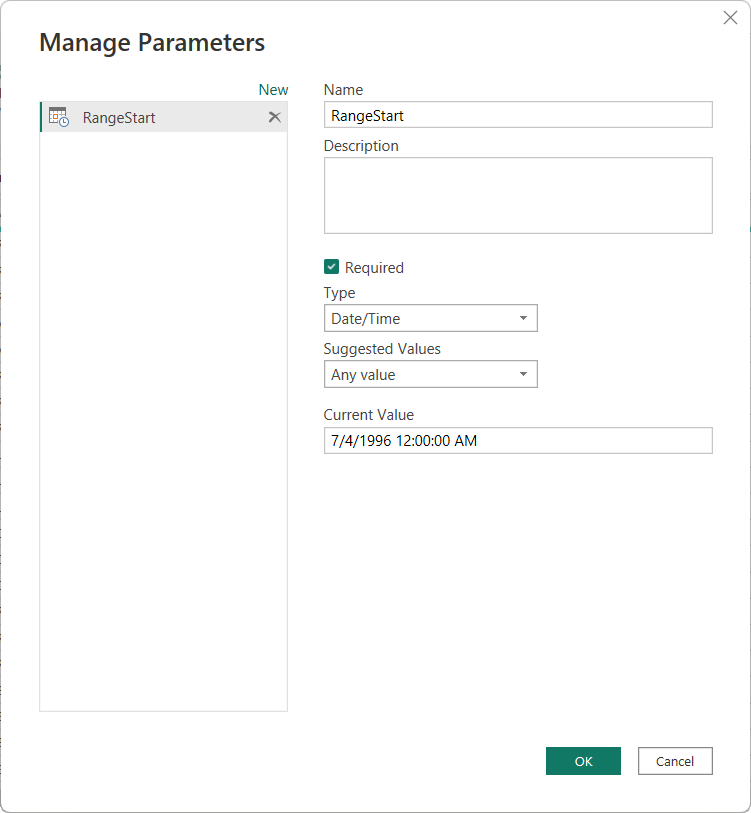 Manage Parameters
New
RangeStart
Name
RangeStart
Description
Required
Type
Date/Time
Suggested Values
Any value
Current Value
7/4/1996 12:00:00 AM
OK
Cancel